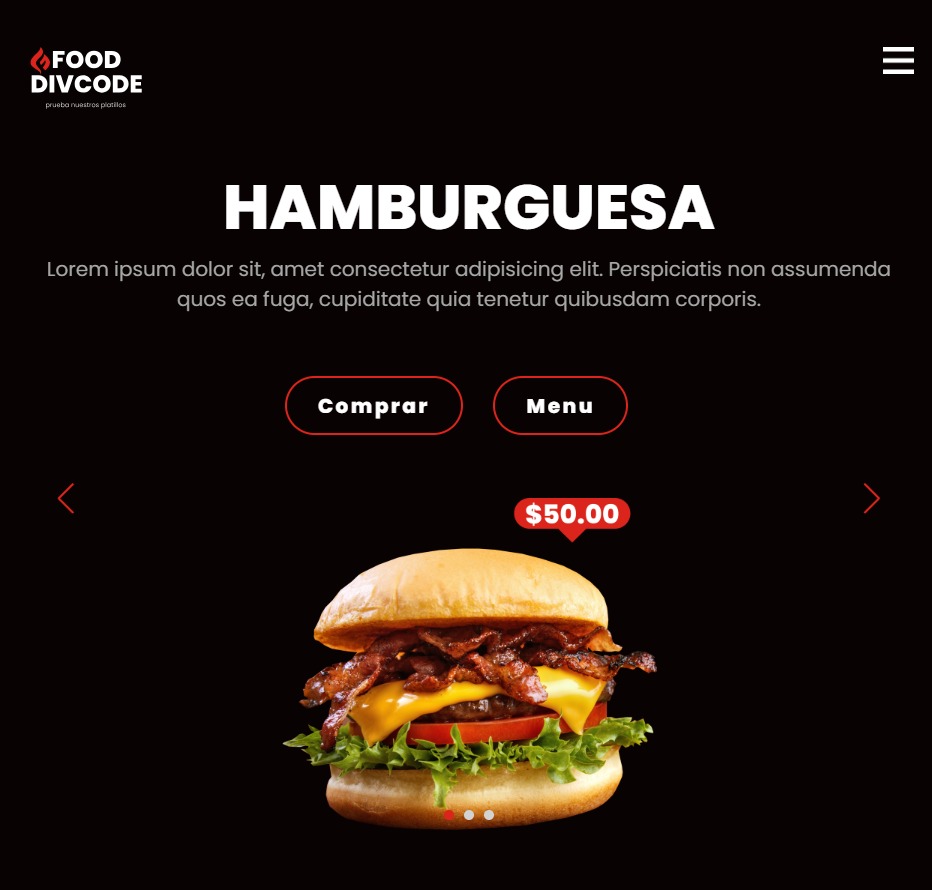 FOOD
DIVCODE
prueba nuestros platillos
HAMBURGUESA
Lorem ipsum dolor sit, amet consectetur adipisicing elit. Perspiciatis non assumenda
quos ea fuga, cupiditate quia tenetur quibusdam corporis.
Comprar Menu
$50.00